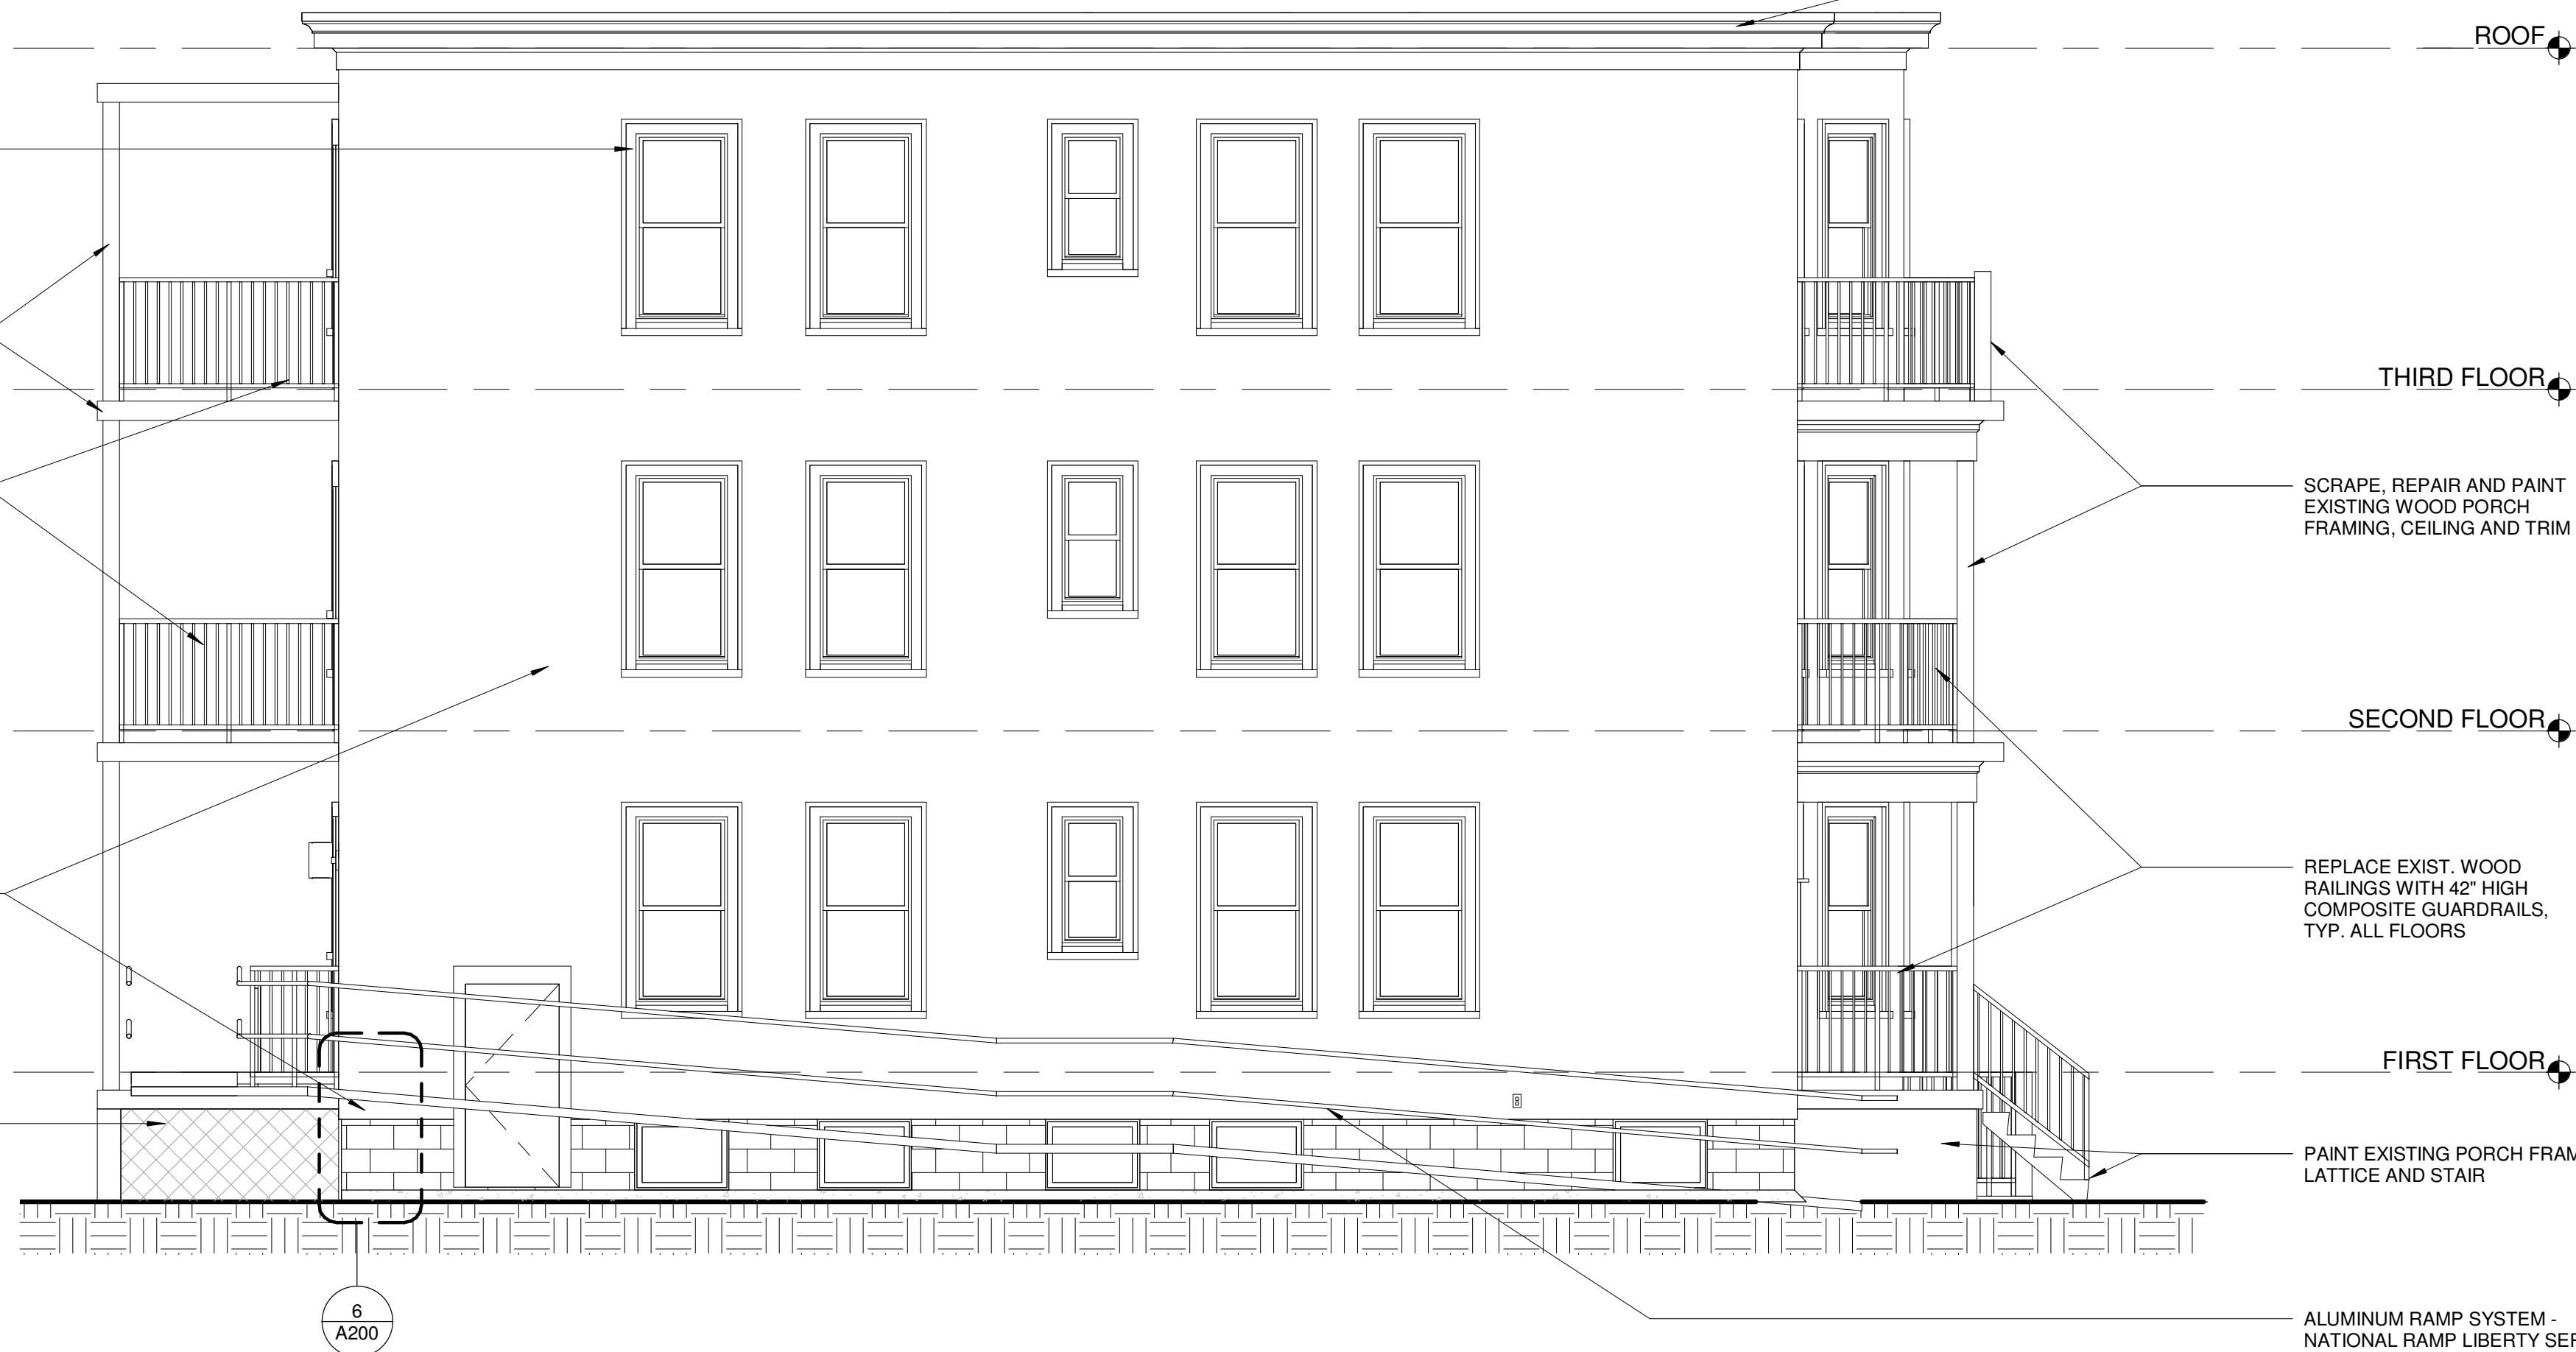 ROOF
THIRD FLOOR
SCRAPE, REPAIR AND PAINT
EXISTING WOOD PORCH
FRAMING, CEILING AND TRIM
SECOND FLOOR
REPLACE EXIST. WOOD
RAILINGS WITH 42" HIGH
COMPOSITE GUARDRAILS,
TYP. ALL FLOORS
FIRST FLOOR
PAINT EXISTING PORCH FRAM
LATTICE AND STAIR
6
A200
ALUMINUM RAMP SYSTEM -
NATIONAL RAMP LIBERTY SER